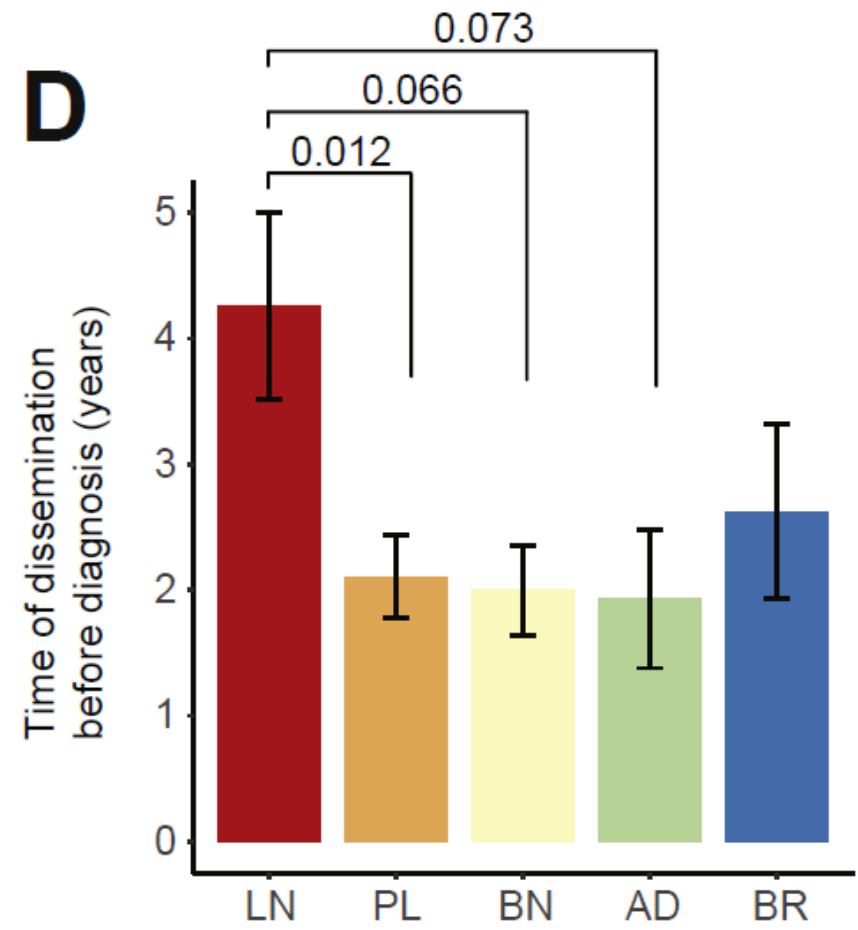 D
0.073
0.066
0.012
Time of dissemination
before diagnosis (years)
5
4
3
2
1
0
LN PL BN AD BR